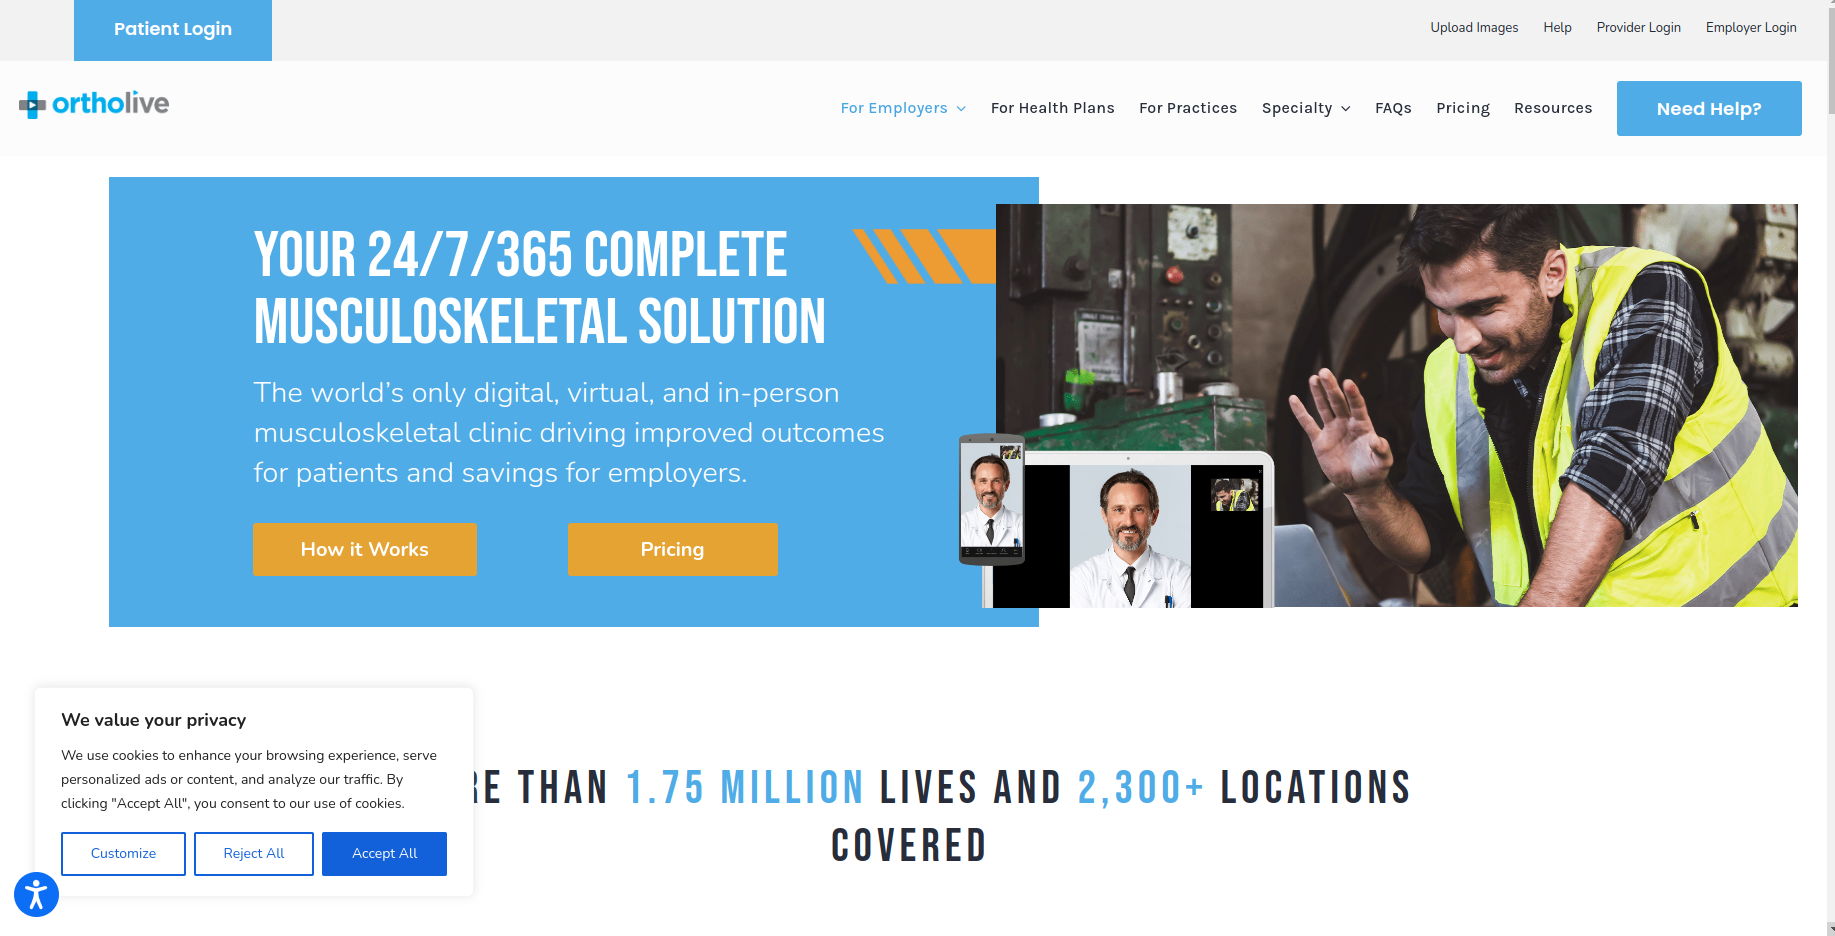 Patient Login
Upload Images Help Provider Login Employer Login
ortholive
For Employers For Health Plans For Practices Specialty FAQs Pricing Resources Need Help?
YOUR 24/7/365 COMPLETE
MUSCULOSKELETAL SOLUTION
The world’s only digital, virtual, and in-person
musculoskeletal clinic driving improved outcomes
for patients and savings for employers.
How it Works Pricing
We value your privacy
We use cookies to enhance your browsing experience, serve
personalized ads or content, and analyze our traffic. By
clicking "Accept All", you consent to our use of cookies.
Customize Reject All Accept All
RE THAN 1.75 MILLION LIVES AND 2,300+ LOCATIONS
COVERED